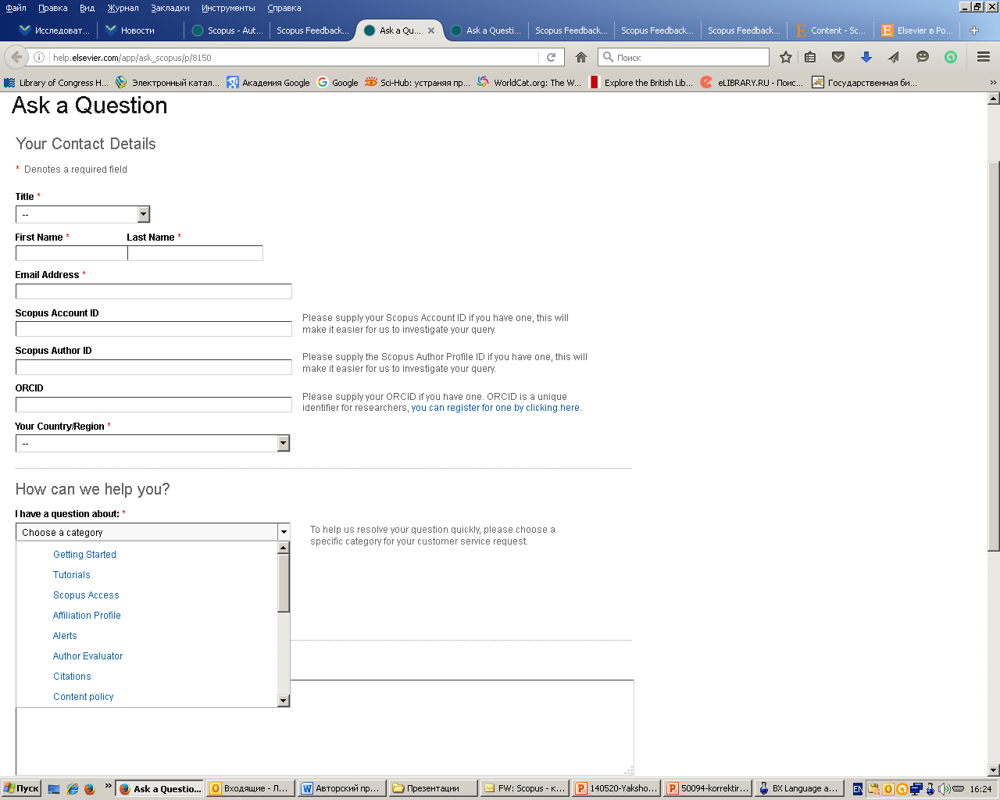 Файл Правка Вид Журнал Закладки Инструменты Справка
Исследоват... Новости Scopus - Aut... Scopus Feedback... Ask a Qu... Ask a Questi... Scopus Feedback... Scopus Feedback... Scopus Feedback... Content - Sc... Elsevier в Ро...
help.elsevier.com/app/ask_scopus/p/8150 Поиск
Library of Congress H... Электронный катал... Академия Google Google Sci-Hub: устраняя пр... WorldCat.org: The W... Explore the British Lib... eLIBRARY.RU - Поис... Государственная би...
Ask a Question
Your Contact Details
* Denotes a required field
Title *
--
First Name * Last Name *
Email Address *
Scopus Account ID
Please supply your Scopus Account ID if you have one, this will
make it easier for us to investigate your query.
Scopus Author ID
Please supply the Scopus Author Profile ID if you have one, this will
make it easier for us to investigate your query.
ORCID
Please supply your ORCID if you have one. ORCID is a unique
identifier for researchers, you can register for one by clicking here.
Your Country/Region *
--
How can we help you?
I have a question about: *
Choose a category
To help us resolve your question quickly, please choose a
specific category for your customer service request.
Getting Started
Tutorials
Scopus Access
Affiliation Profile
Alerts
Author Evaluator
Citations
Content policy
Пуск Ask a Questio... Входящие - Л... Авторский пр... Презентации FW: Scopus - к... 140520-Yaksho... 50094-korrektir... BX Language a... EN 16:24